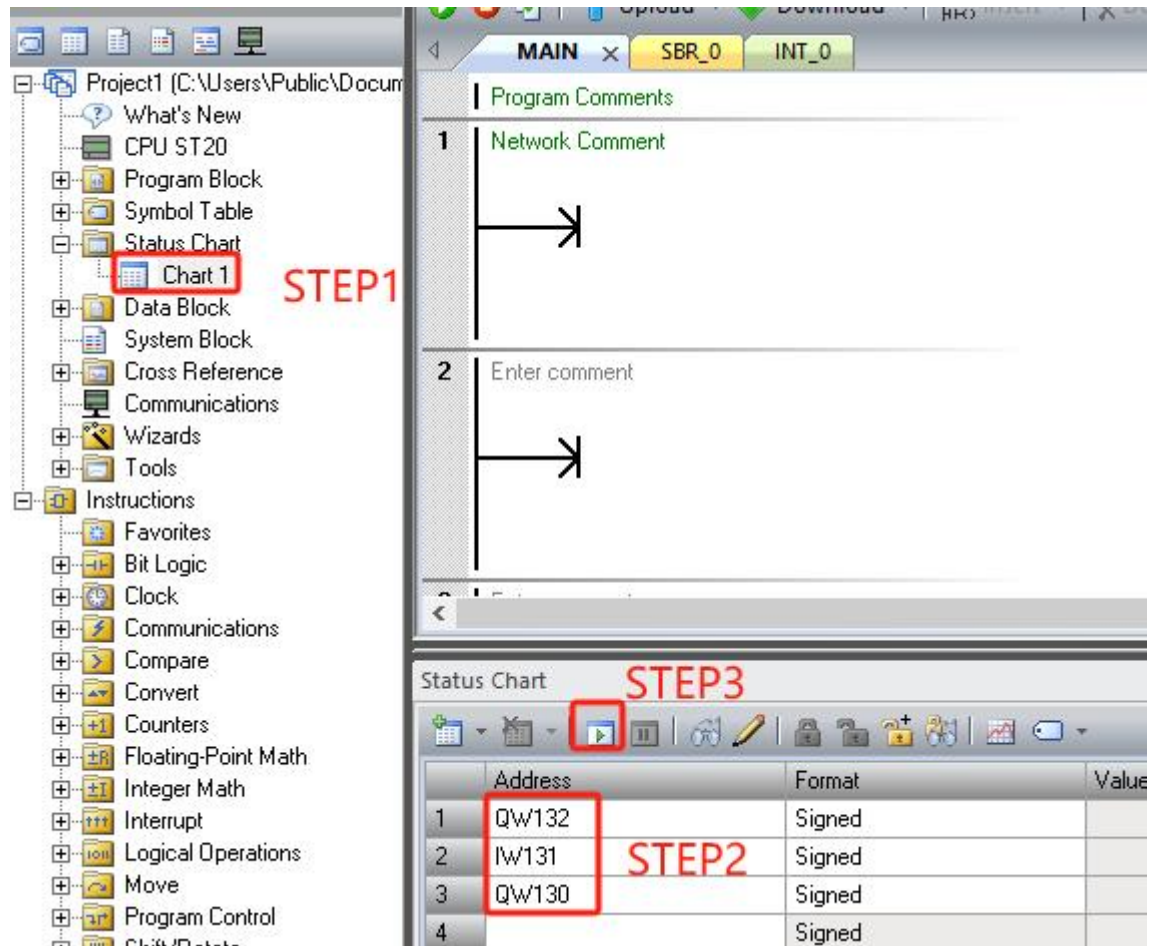 Upload
Download
Insert
MAIN
SBR_0
INT_0
Project1 (C:\Users\Public\Docum
What's New
CPU ST20
Program Block
Symbol Table
Status Chart
Chart 1
STEP1
Data Block
System Block
Cross Reference
Communications
Wizards
Tools
Instructions
Favorites
Bit Logic
Clock
Communications
Compare
Convert
Counters
Floating-Point Math
Integer Math
Interrupt
Logical Operations
Move
Program Control
Shift/Rotate
Program Comments
1 Network Comment
2 Enter comment
Status Chart
STEP3
Address Format Value
1 QW132 Signed
2 IW131 Signed
STEP2
3 QW130 Signed
4 Signed